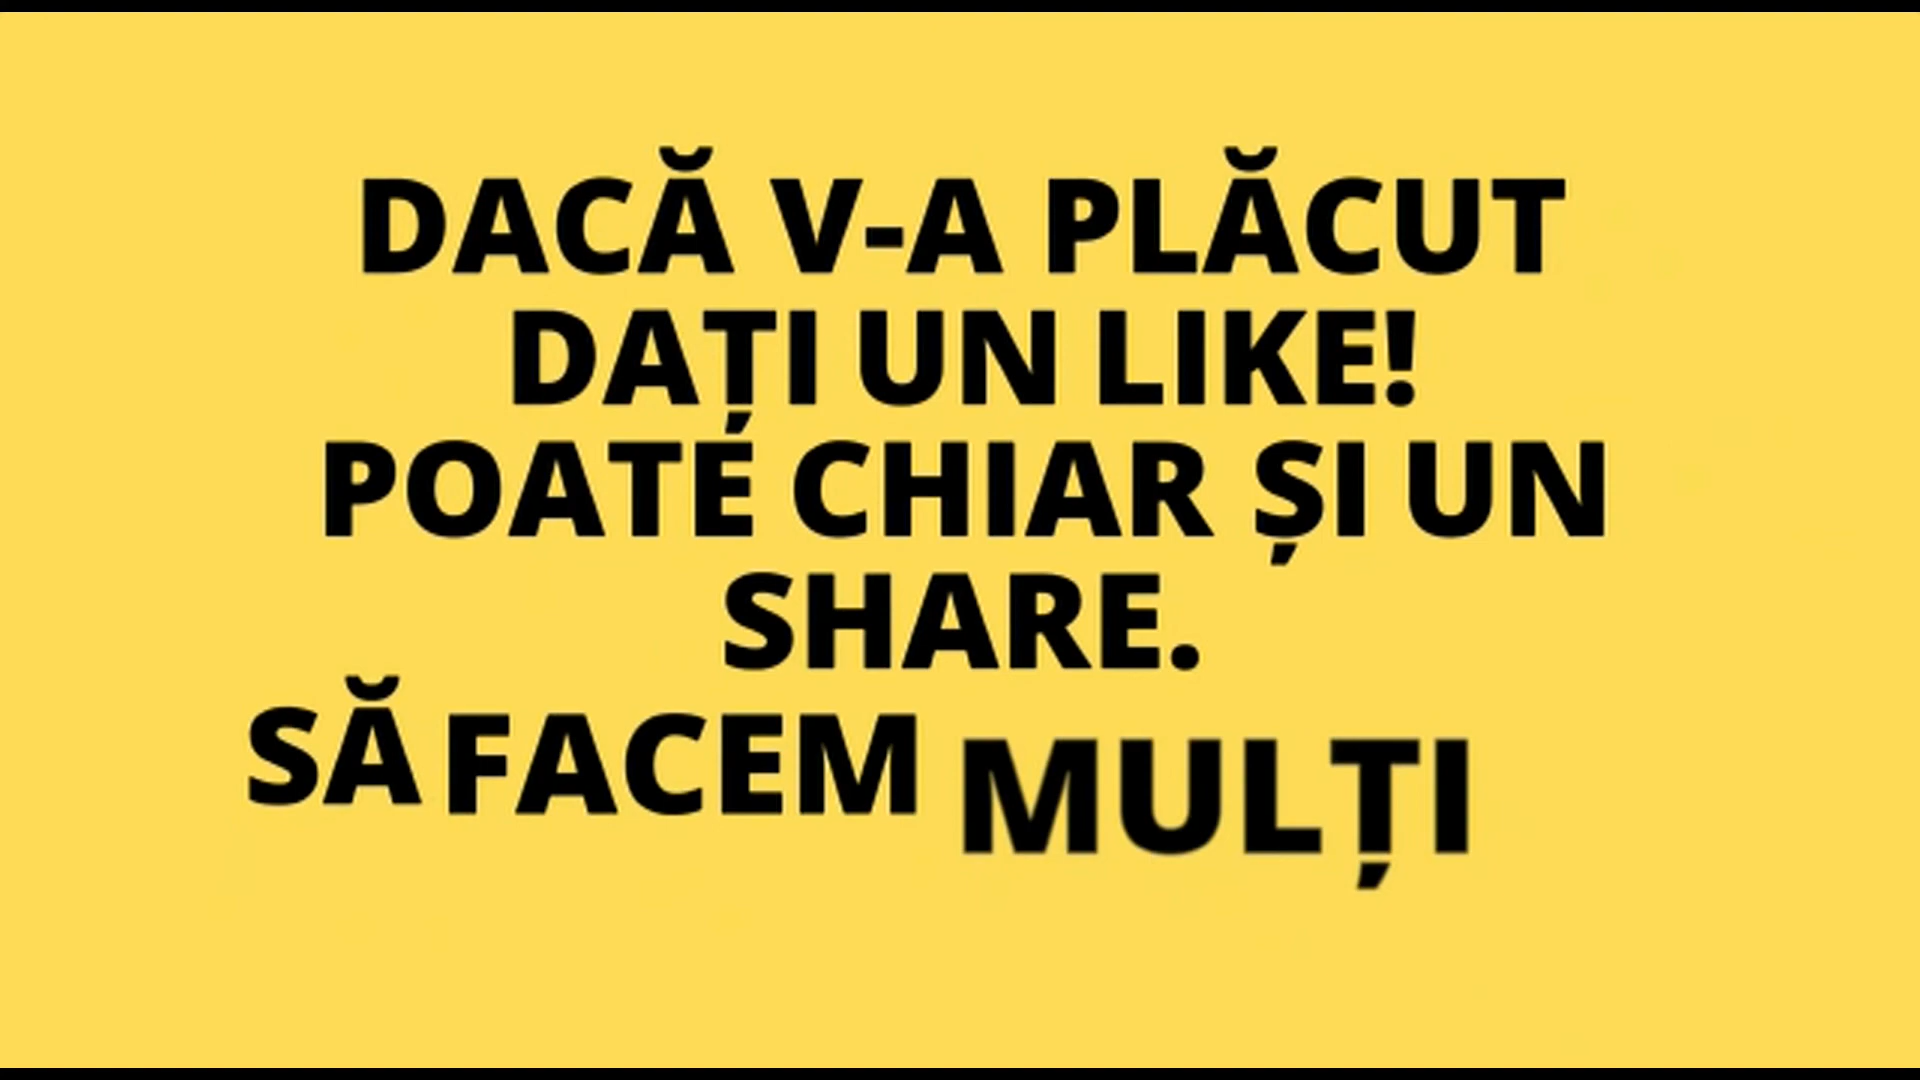 DACĂ V-A PLĂCUT
DAȚI UN LIKE!
POATE CHIAR ȘI UN
SHARE.
SĂ FACEM MULȚI